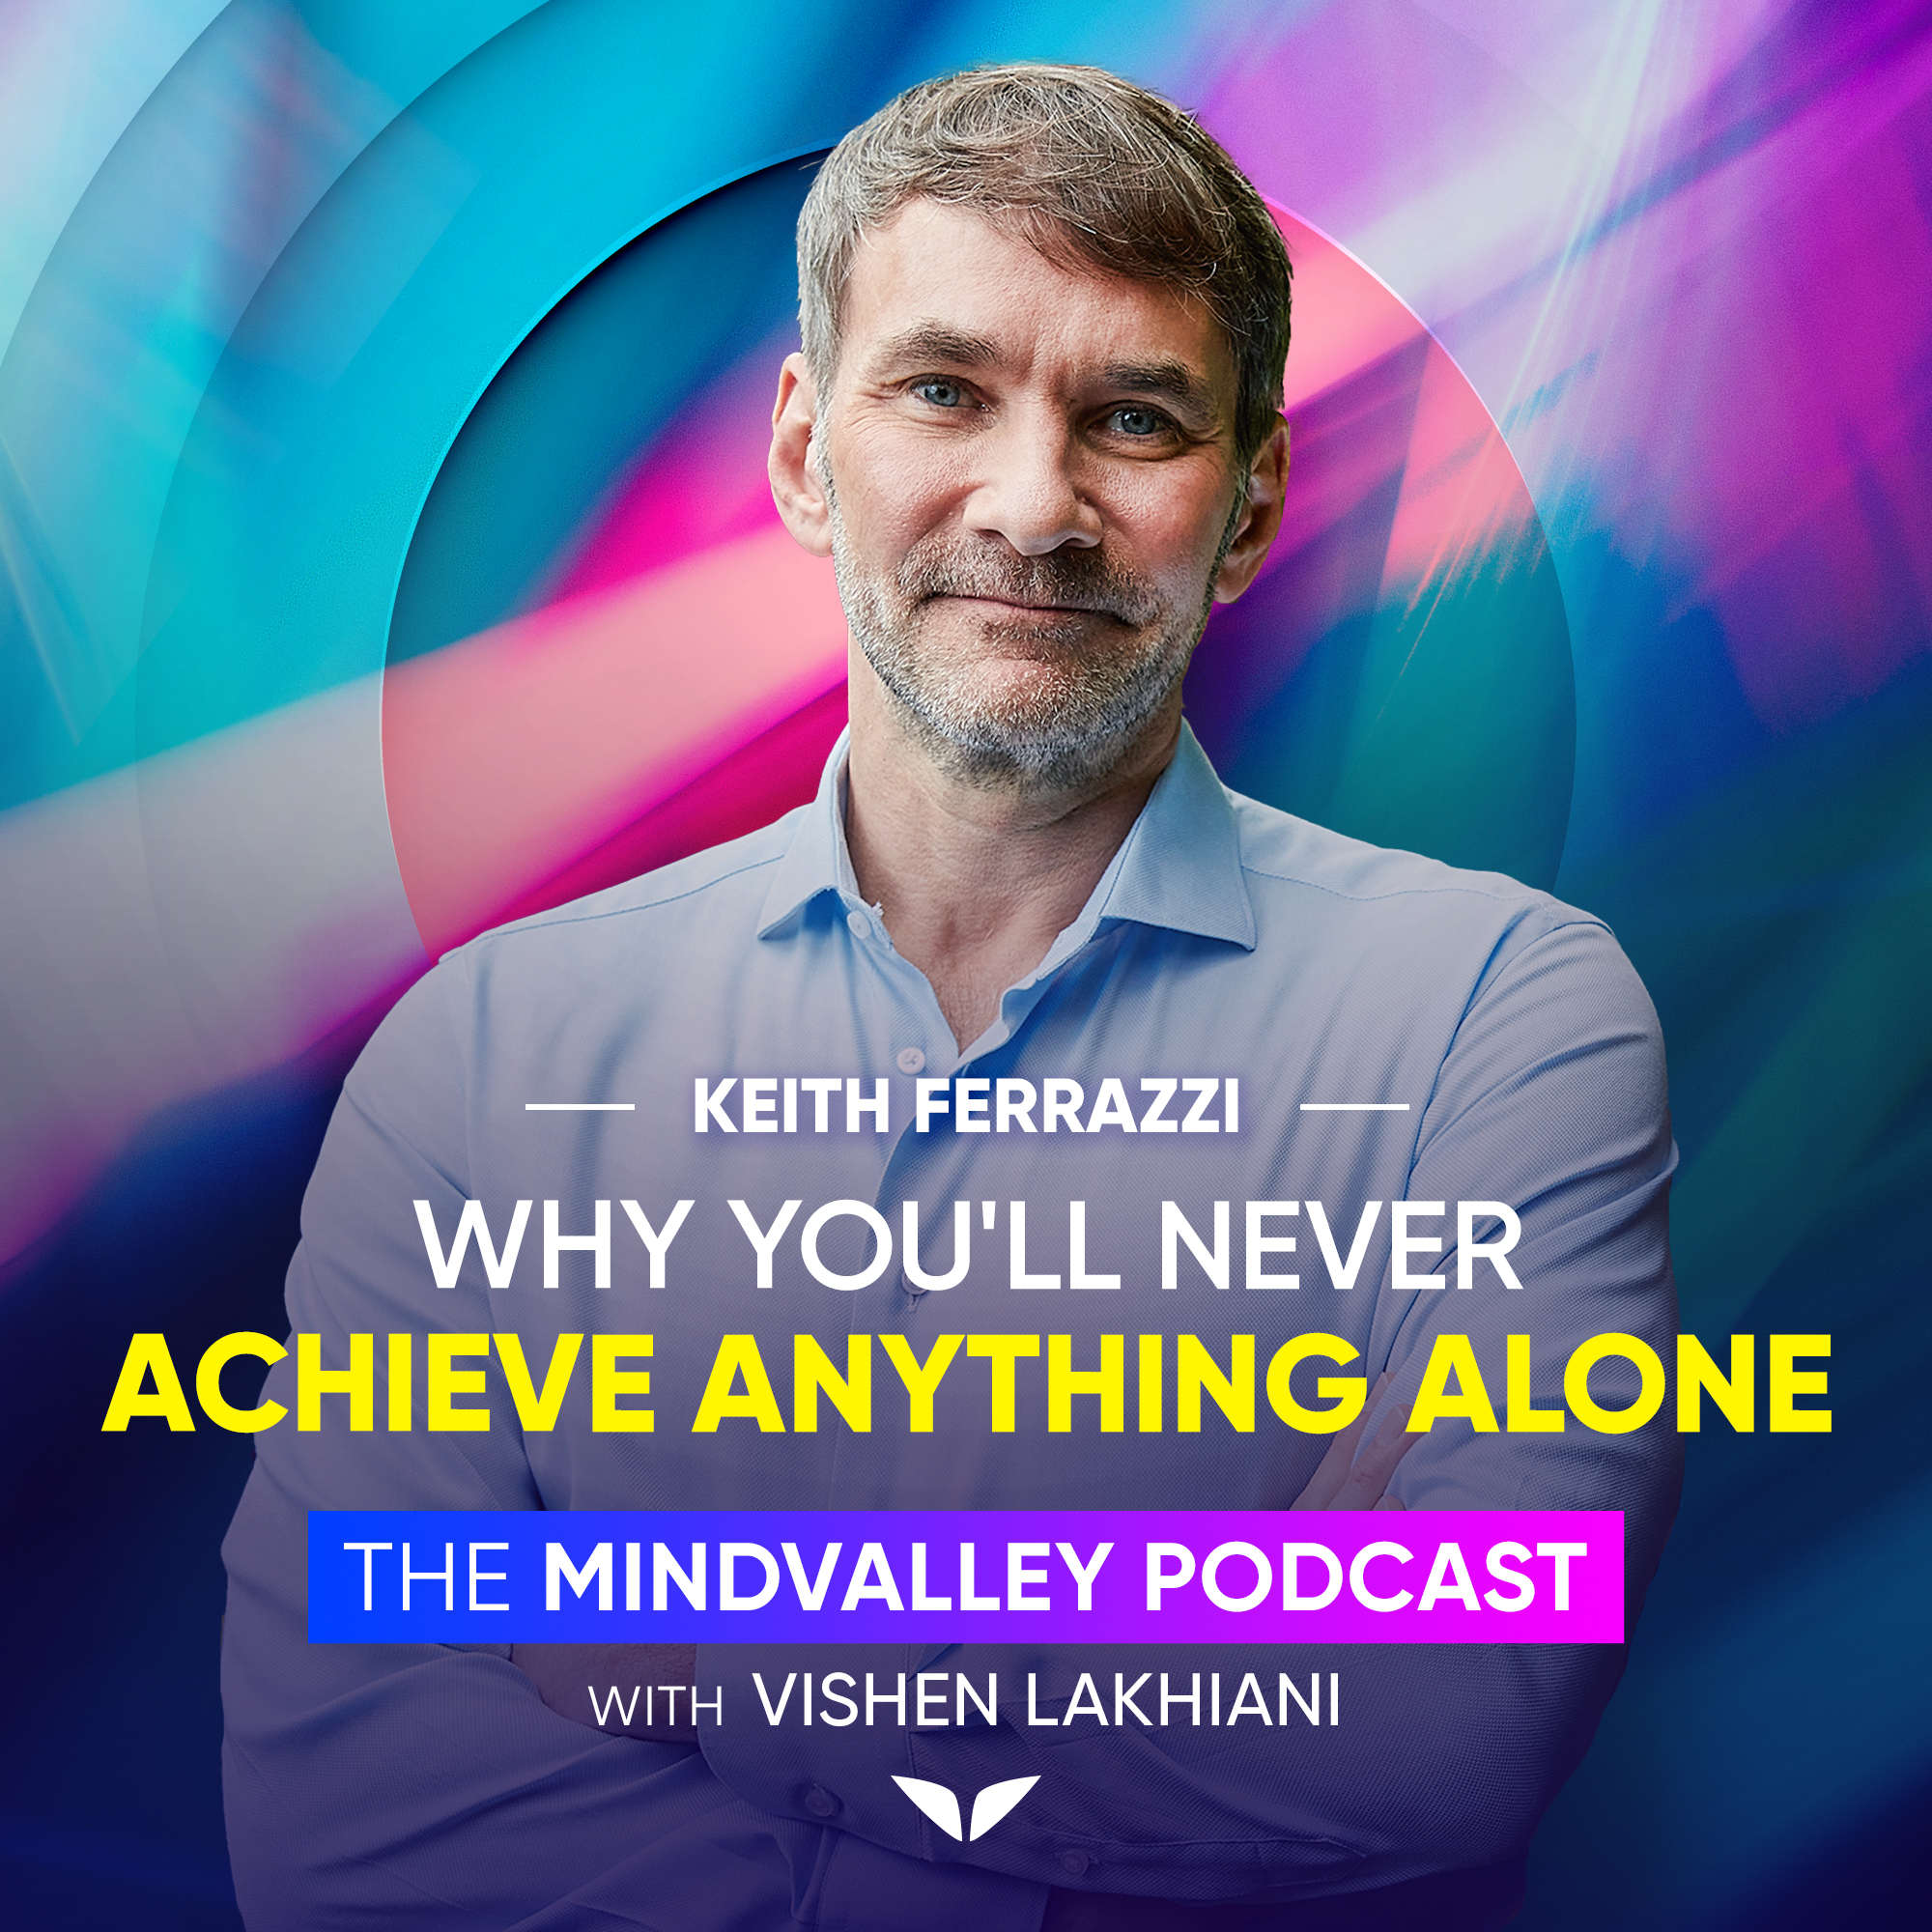 KEITH FERRAZZI
WHY YOU'LL NEVER
ACHIEVE ANYTHING ALONE
THE MINDVALLEY PODCAST
WITH VISHEN LAKHIANI